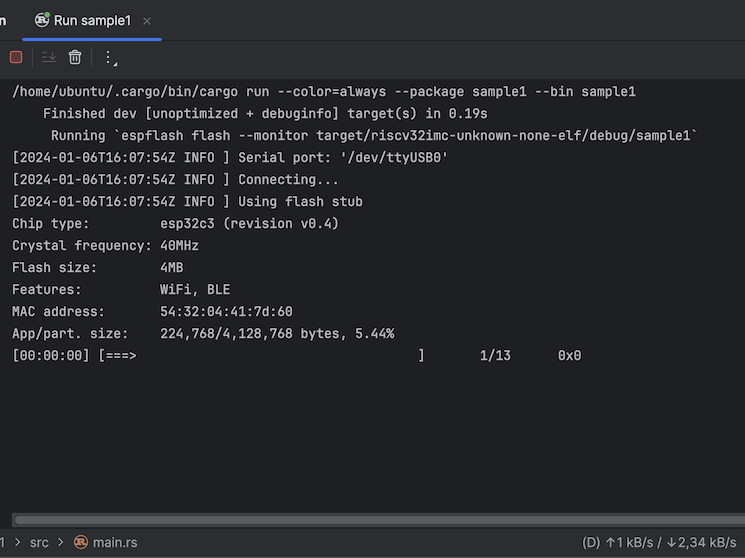 n Run sample1 ×
/home/ubuntu/.cargo/bin/cargo run --color=always --package sample1 --bin sample1
    Finished dev [unoptimized + debuginfo] target(s) in 0.19s
     Running `espflash flash --monitor target/riscv32imc-unknown-none-elf/debug/sample1`
[2024-01-06T16:07:54Z INFO ] Serial port: '/dev/ttyUSB0'
[2024-01-06T16:07:54Z INFO ] Connecting...
[2024-01-06T16:07:54Z INFO ] Using flash stub
Chip type:         esp32c3 (revision v0.4)
Crystal frequency: 40MHz
Flash size:        4MB
Features:          WiFi, BLE
MAC address:       54:32:04:41:7d:60
App/part. size:    224,768/4,128,768 bytes, 5.44%
[00:00:00] [===>                                    ]       1/13      0x0
1 > src > main.rs (D) ↑1 kB/s / ↓2,34 kB/s